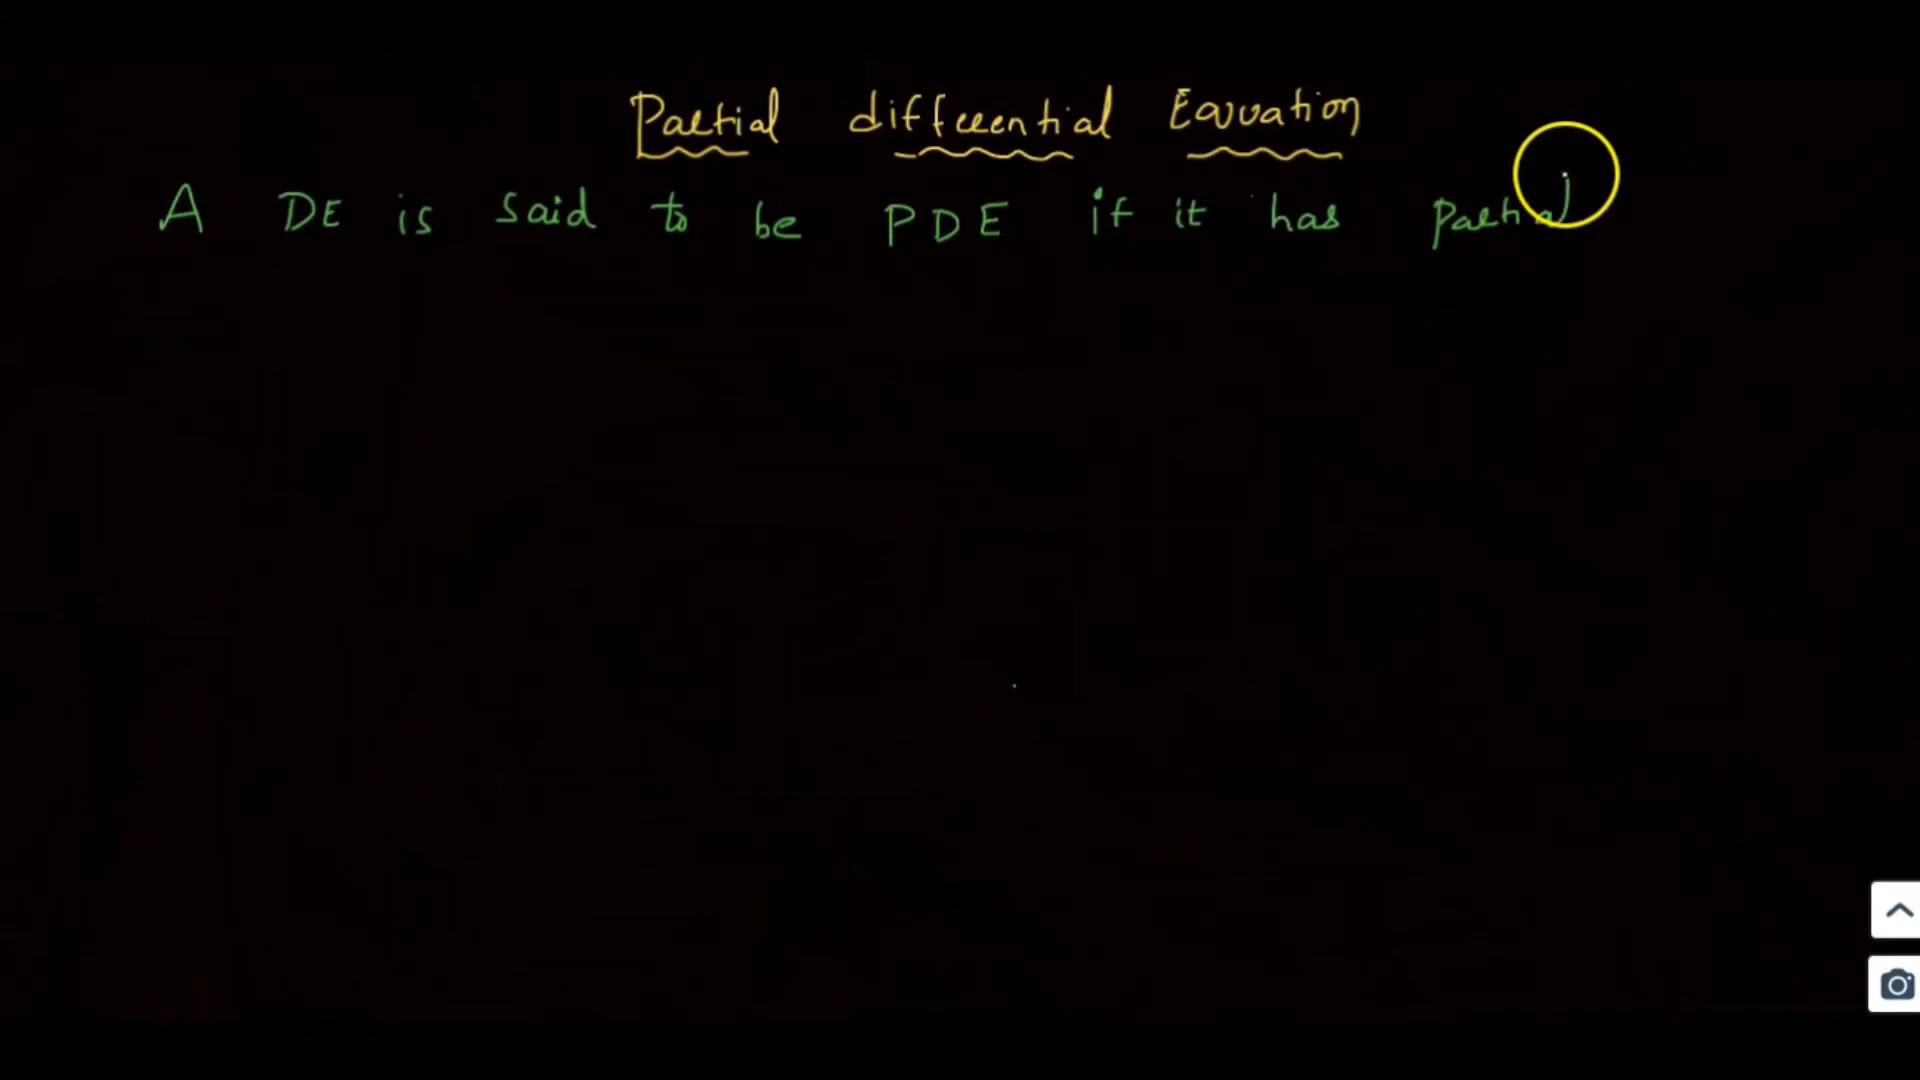 Partial differential Equation
A DE is said to be PDE if it has Partial